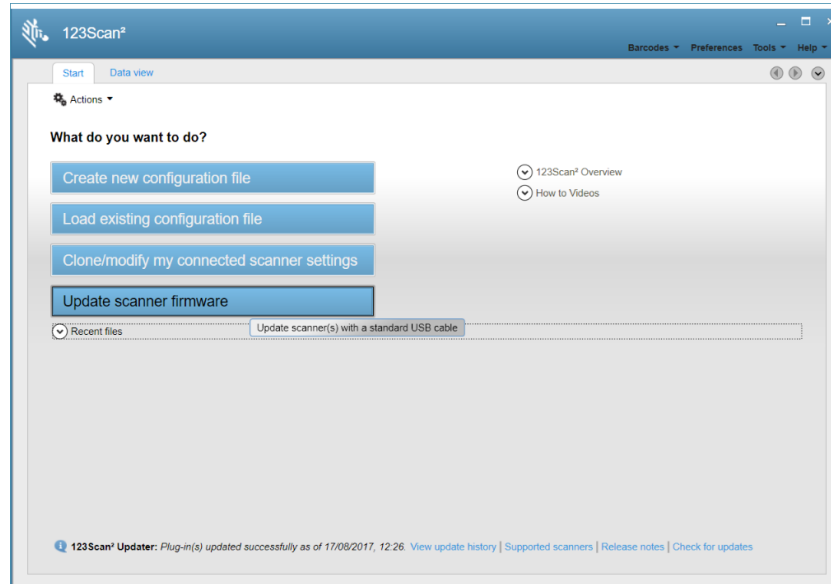 123Scan²
Barcodes Preferences Tools Help
Start Data view
Actions
What do you want to do?
Create new configuration file
Load existing configuration file
Clone/modify my connected scanner settings
Update scanner firmware
Update scanner(s) with a standard USB cable
Recent files
123Scan² Overview
How to Videos
123Scan² Updater: Plug-in(s) updated successfully as of 17/08/2017, 12:26. View update history | Supported scanners | Release notes | Check for updates